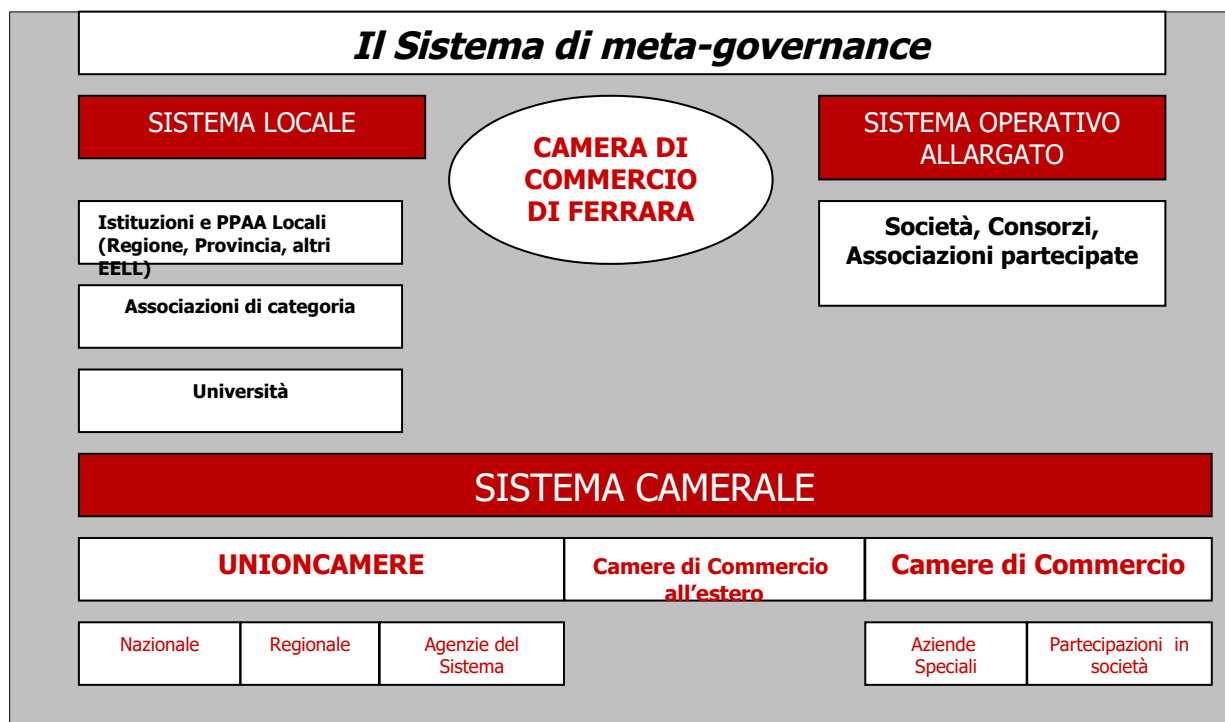 Il Sistema di meta-governance
SISTEMA LOCALE
CAMERA DI
COMMERCIO
DI FERRARA
SISTEMA OPERATIVO
ALLARGATO
Istituzioni e PPAA Locali
(Regione, Provincia, altri
EELL)
Società, Consorzi,
Associazioni partecipate
Associazioni di categoria
Università
SISTEMA CAMERALE
UNIONCAMERE
Camere di Commercio
all’estero
Camere di Commercio
Nazionale
Regionale
Agenzie del
Sistema
Aziende
Speciali
Partecipazioni in
società